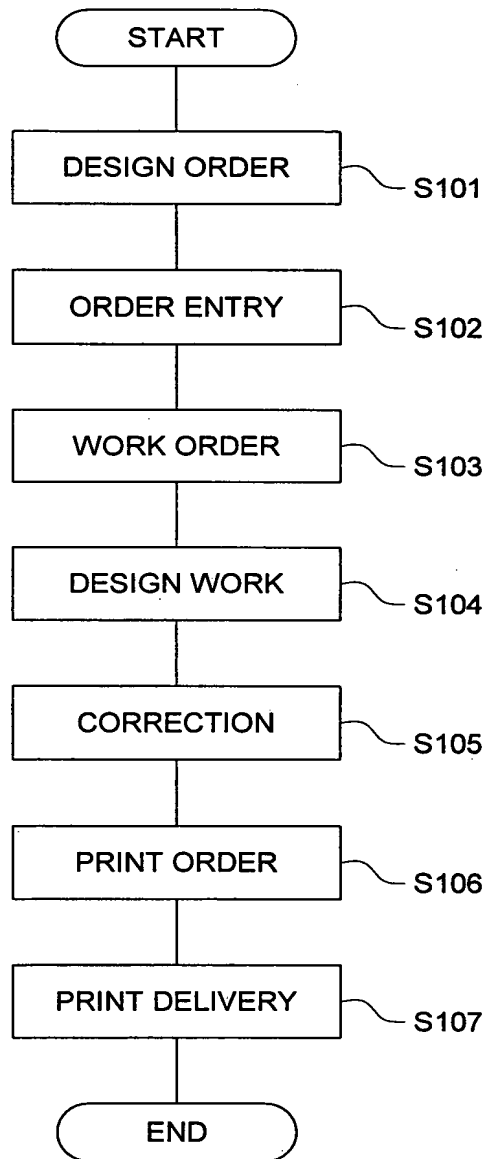 START
DESIGN ORDER
S101
ORDER ENTRY
S102
WORK ORDER
S103
DESIGN WORK
S104
CORRECTION
S105
PRINT ORDER
S106
PRINT DELIVERY
S107
END